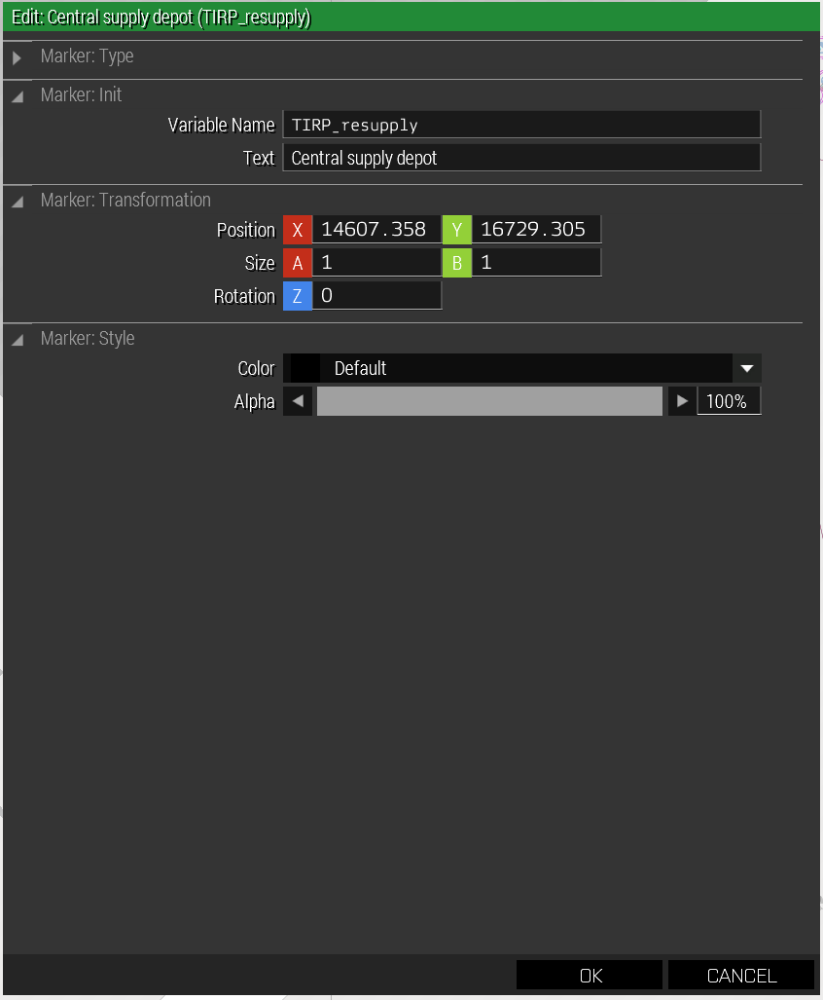 Edit: Central supply depot (TIRP_resupply)
Marker: Type
Marker: Init
Variable Name TIRP_resupply
Text Central supply depot
Marker: Transformation
Position X 14607.358 Y 16729.305
Size A 1 B 1
Rotation Z 0
Marker: Style
Color Default
Alpha 100%
OK CANCEL